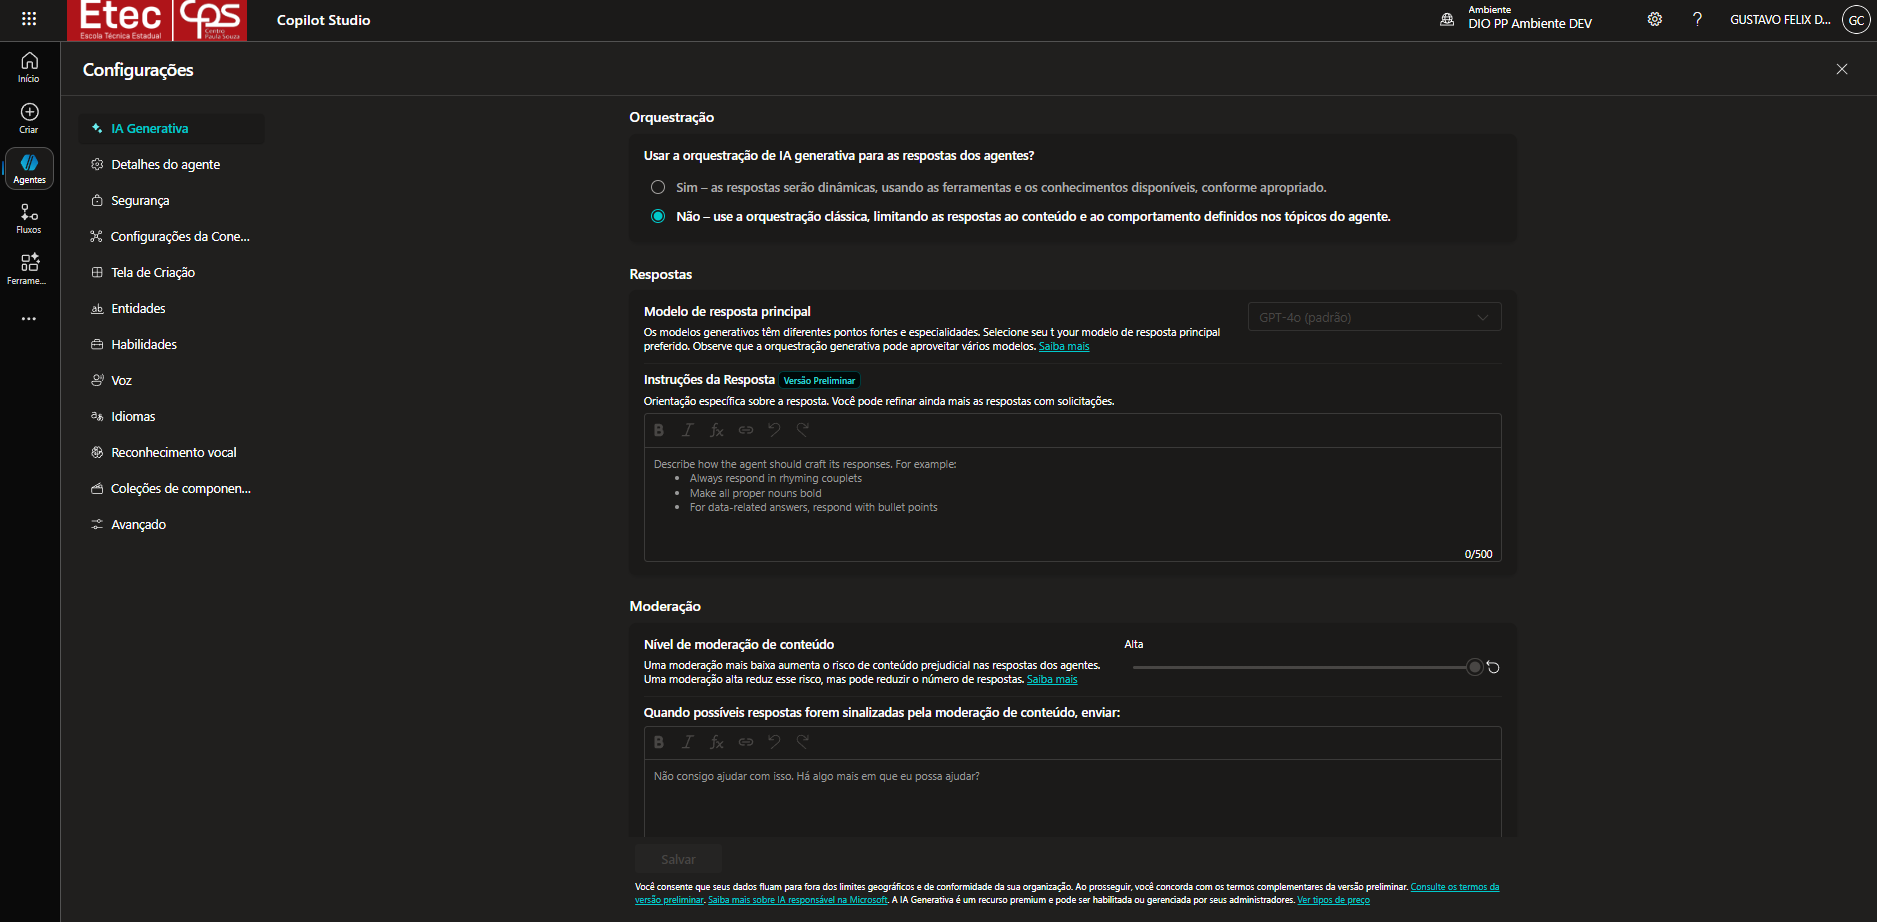 Etec
Escola Técnica Estadual
CPS
Centro
Paula Souza
Copilot Studio
Ambiente
DIO PP Ambiente DEV
?
GUSTAVO FELIX D...
GC
Início
Criar
Agentes
Fluxos
Ferrame...
Configurações
IA Generativa
Detalhes do agente
Segurança
Configurações da Cone...
Tela de Criação
Entidades
Habilidades
Voz
Idiomas
Reconhecimento vocal
Coleções de componen...
Avançado
Orquestração
Usar a orquestração de IA generativa para as respostas dos agentes?
Sim – as respostas serão dinâmicas, usando as ferramentas e os conhecimentos disponíveis, conforme apropriado.
Não – use a orquestração clássica, limitando as respostas ao conteúdo e ao comportamento definidos nos tópicos do agente.
Respostas
Modelo de resposta principal
GPT-4o (padrão)
Os modelos generativos têm diferentes pontos fortes e especialidades. Selecione seu t your modelo de resposta principal
preferido. Observe que a orquestração generativa pode aproveitar vários modelos. Saiba mais
Instruções da Resposta Versão Preliminar
Orientação específica sobre a resposta. Você pode refinar ainda mais as respostas com solicitações.
B I fx
Describe how the agent should craft its responses. For example:
• Always respond in rhyming couplets
• Make all proper nouns bold
• For data-related answers, respond with bullet points
0/500
Moderação
Nível de moderação de conteúdo
Alta
Uma moderação mais baixa aumenta o risco de conteúdo prejudicial nas respostas dos agentes.
Uma moderação alta reduz esse risco, mas pode reduzir o número de respostas. Saiba mais
Quando possíveis respostas forem sinalizadas pela moderação de conteúdo, enviar:
B I fx
Não consigo ajudar com isso. Há algo mais em que eu possa ajudar?
Salvar
Você consente que seus dados fluam para fora dos limites geográficos e de conformidade da sua organização. Ao prosseguir, você concorda com os termos complementares da versão preliminar. Consulte os termos da
versão preliminar. Saiba mais sobre IA responsável na Microsoft. A IA Generativa é um recurso premium e pode ser habilitada ou gerenciada por seus administradores. Ver tipos de preço